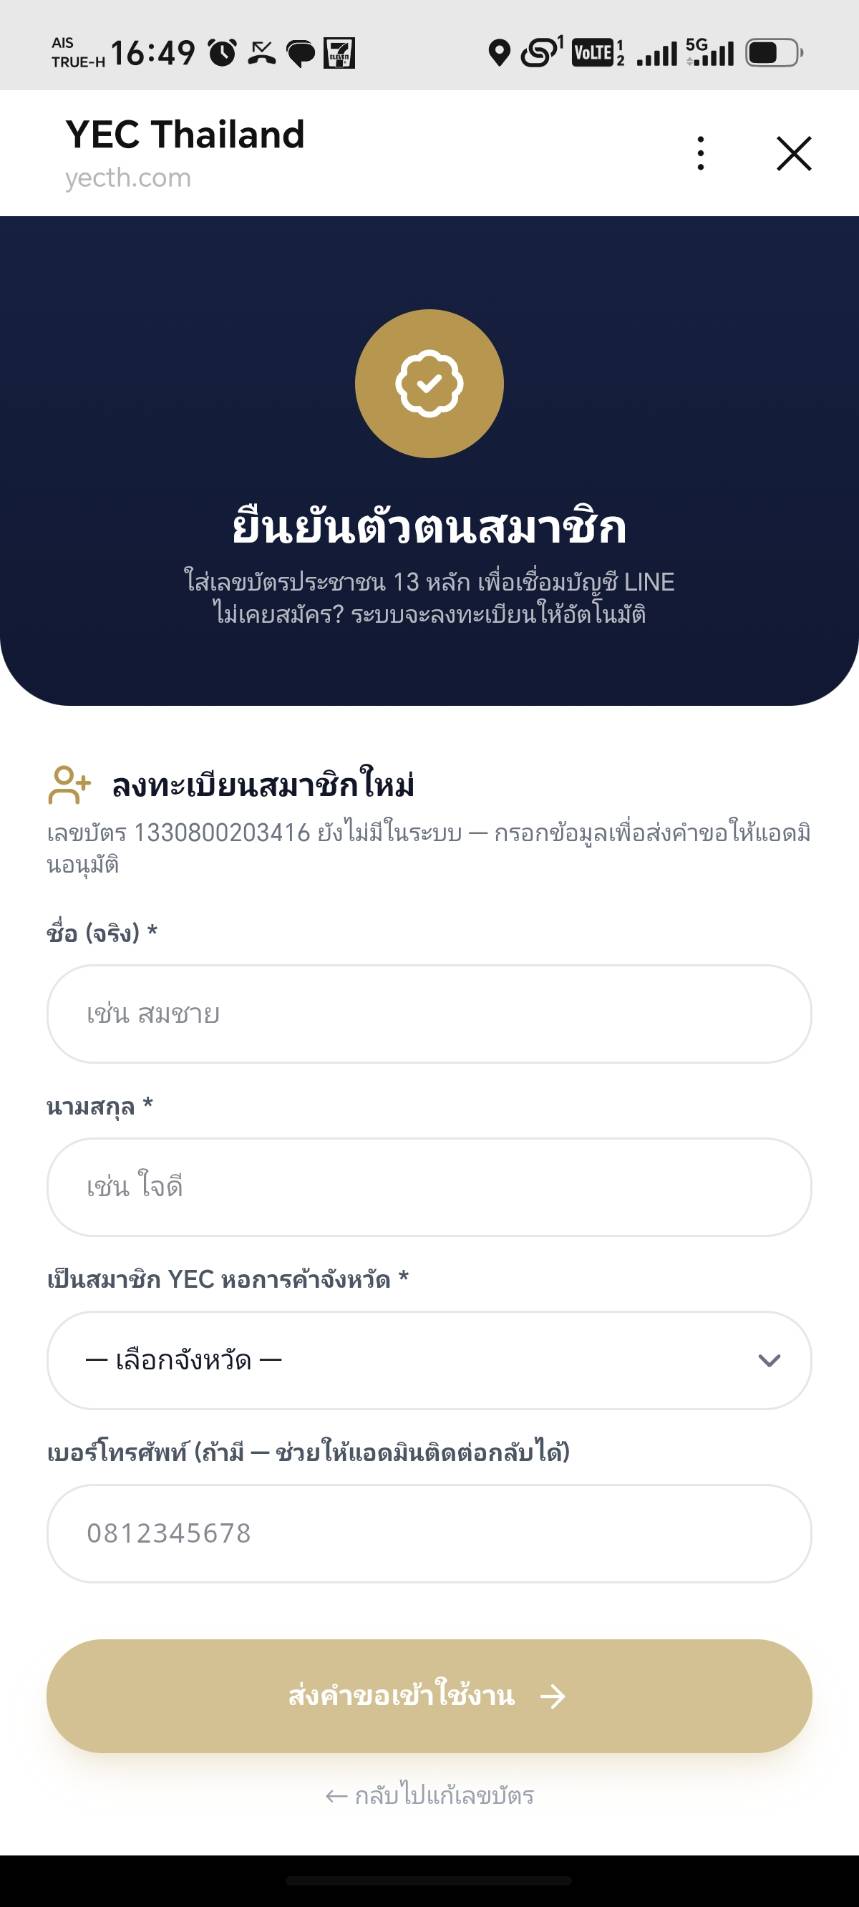 AIS
TRUE-H 16:49
VoLTE 1 2 5G
YEC Thailand
yecth.com
ยืนยันตัวตนสมาชิก
ใส่เลขบัตรประชาชน 13 หลัก เพื่อเชื่อมบัญชี LINE
ไม่เคยสมัคร? ระบบจะลงทะเบียนให้อัตโนมัติ
ลงทะเบียนสมาชิกใหม่
เลขบัตร 1330800203416 ยังไม่มีในระบบ — กรอกข้อมูลเพื่อส่งคำขอให้แอดมิ
นอนุมัติ
ชื่อ (จริง) *
เช่น สมชาย
นามสกุล *
เช่น ใจดี
เป็นสมาชิก YEC หอการค้าจังหวัด *
— เลือกจังหวัด —
เบอร์โทรศัพท์ (ถ้ามี — ช่วยให้แอดมินติดต่อกลับได้)
0812345678
ส่งคำขอเข้าใช้งาน →
← กลับไปแก้เลขบัตร